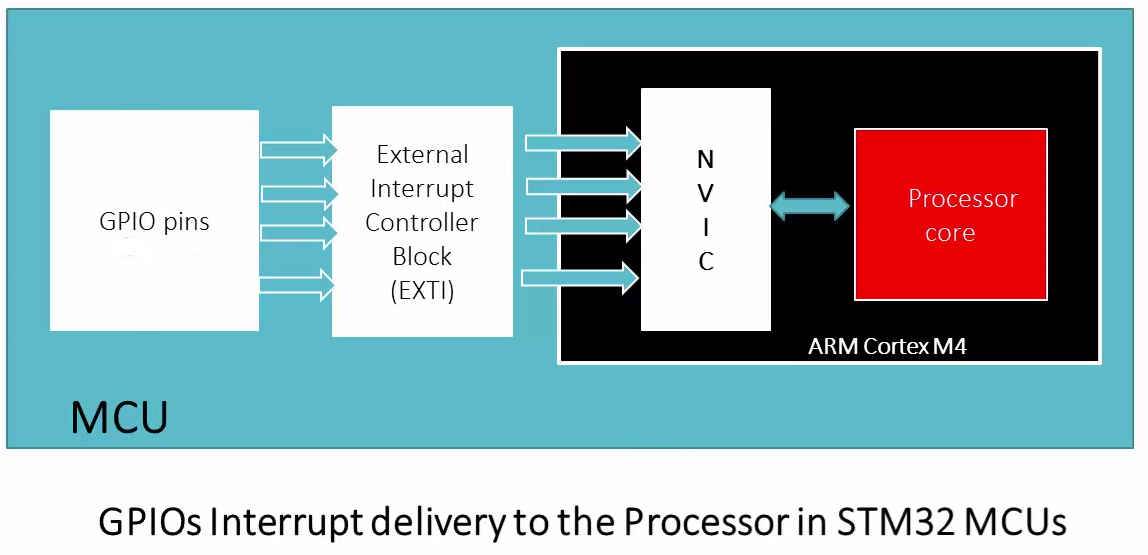 GPIO pins
External
Interrupt
Controller
Block
(EXTI)
N
V
I
C
Processor
core
ARM Cortex M4
MCU
GPIOs Interrupt delivery to the Processor in STM32 MCUs